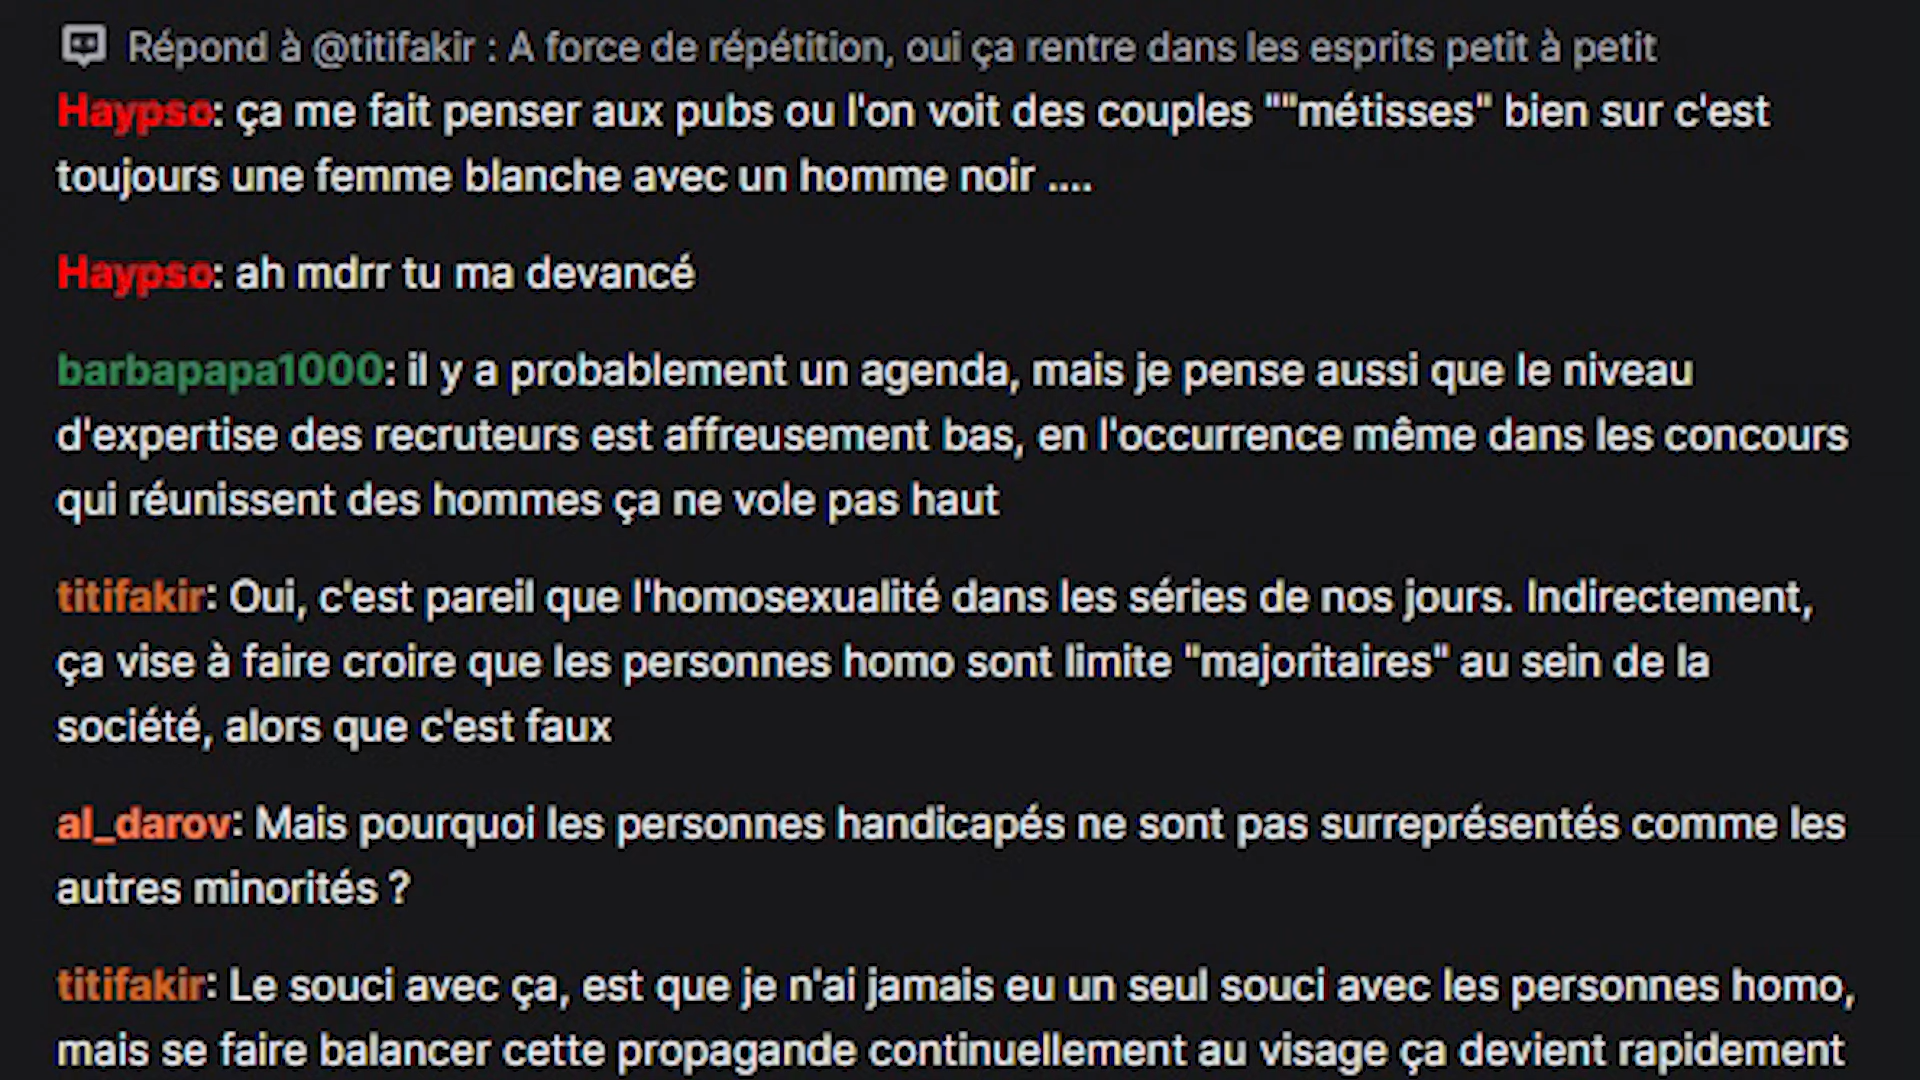 Répond à @titifakir : A force de répétition, oui ça rentre dans les esprits petit à petit
Haypso: ça me fait penser aux pubs ou l'on voit des couples ""métisses" bien sur c'est
toujours une femme blanche avec un homme noir ....
Haypso: ah mdrr tu ma devancé
barbapapa1000: il y a probablement un agenda, mais je pense aussi que le niveau
d'expertise des recruteurs est affreusement bas, en l'occurrence même dans les concours
qui réunissent des hommes ça ne vole pas haut
titifakir: Oui, c'est pareil que l'homosexualité dans les séries de nos jours. Indirectement,
ça vise à faire croire que les personnes homo sont limite "majoritaires" au sein de la
société, alors que c'est faux
al_darov: Mais pourquoi les personnes handicapés ne sont pas surreprésentés comme les
autres minorités ?
titifakir: Le souci avec ça, est que je n'ai jamais eu un seul souci avec les personnes homo,
mais se faire balancer cette propagande continuellement au visage ça devient rapidement